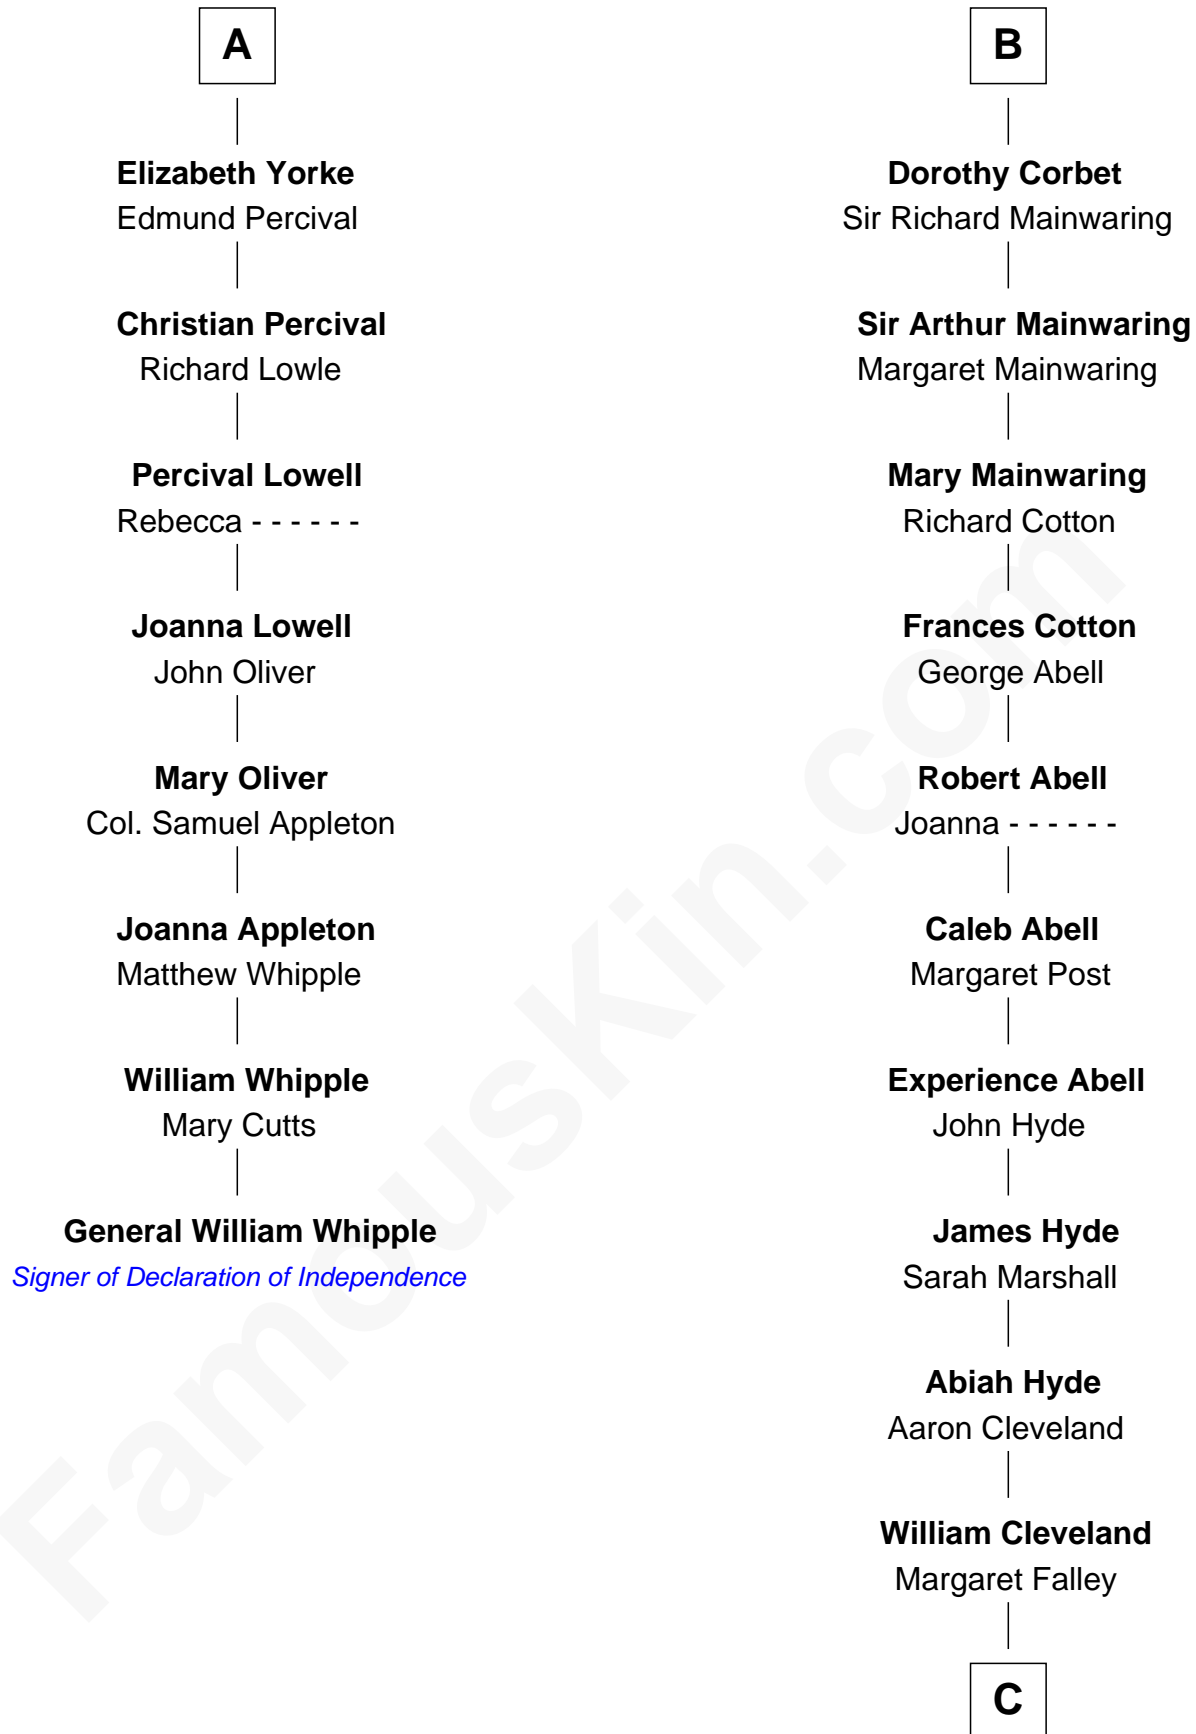 A
Elizabeth Yorke
Edmund Percival
Christian Percival
Richard Lowle
Percival Lowell
Rebecca - - - - - -
Joanna Lowell
John Oliver
Mary Oliver
Col. Samuel Appleton
Joanna Appleton
Matthew Whipple
William Whipple
Mary Cutts
General William Whipple
Signer of Declaration of Independence
B
Dorothy Corbet
Sir Richard Mainwaring
Sir Arthur Mainwaring
Margaret Mainwaring
Mary Mainwaring
Richard Cotton
Frances Cotton
George Abell
Robert Abell
Joanna - - - - - -
Caleb Abell
Margaret Post
Experience Abell
John Hyde
James Hyde
Sarah Marshall
Abiah Hyde
Aaron Cleveland
William Cleveland
Margaret Falley
C
FamousKin.com